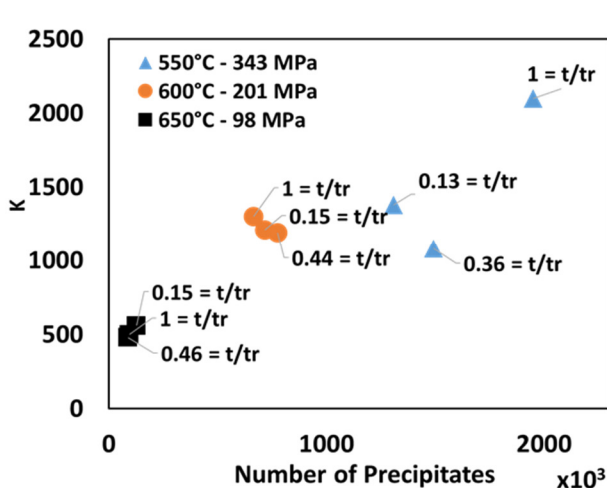 2500
550°C - 343 MPa
1 = t/tr
600°C - 201 MPa
2000
650°C - 98 MPa
1500
1 = t/tr
0.13 = t/tr
K
0.15 = t/tr
1000
0.44 = t/tr
0.36 = t/tr
0.15 = t/tr
500
1 = t/tr
0.46 = t/tr
0
0 1000 2000
Number of Precipitates x10³